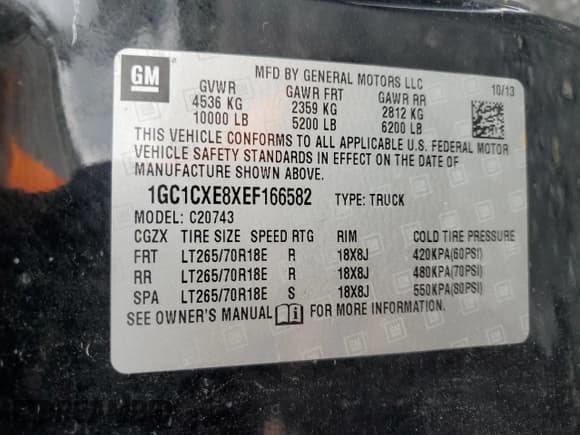 GM
MFD BY GENERAL MOTORS LLC
10/13
GVWR GAWR FRT GAWR RR
4536 KG 2359 KG 2812 KG
10000 LB 5200 LB 6200 LB
THIS VEHICLE CONFORMS TO ALL APPLICABLE U.S. FEDERAL MOTOR
VEHICLE SAFETY STANDARDS IN EFFECT ON THE DATE OF
MANUFACTURE SHOWN ABOVE.
1GC1CXE8XEF166582 TYPE: TRUCK
MODEL: C20743
CGZX TIRE SIZE SPEED RTG RIM COLD TIRE PRESSURE
FRT LT265/70R18E R 18X8J 420KPA(60PSI)
RR LT265/70R18E R 18X8J 480KPA(70PSI)
SPA LT265/70R18E S 18X8J 550KPA(80PSI)
SEE OWNER'S MANUAL FOR MORE INFORMATION.